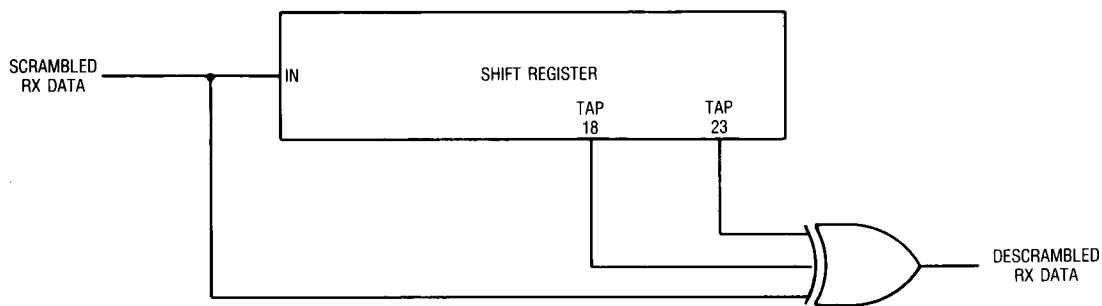 SCRAMBLED
RX DATA
IN
SHIFT REGISTER
TAP
18
TAP
23
DESCRAMBLED
RX DATA